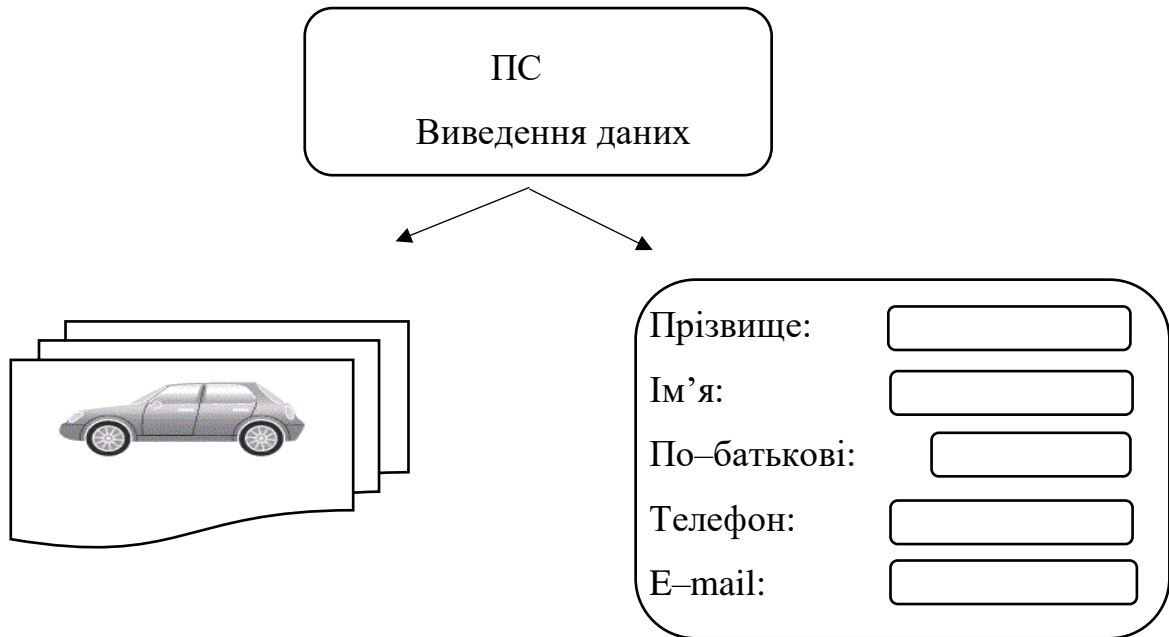 ПС
Виведення даних
Прізвище:
Ім’я:
По–батькові:
Телефон:
E–mail: